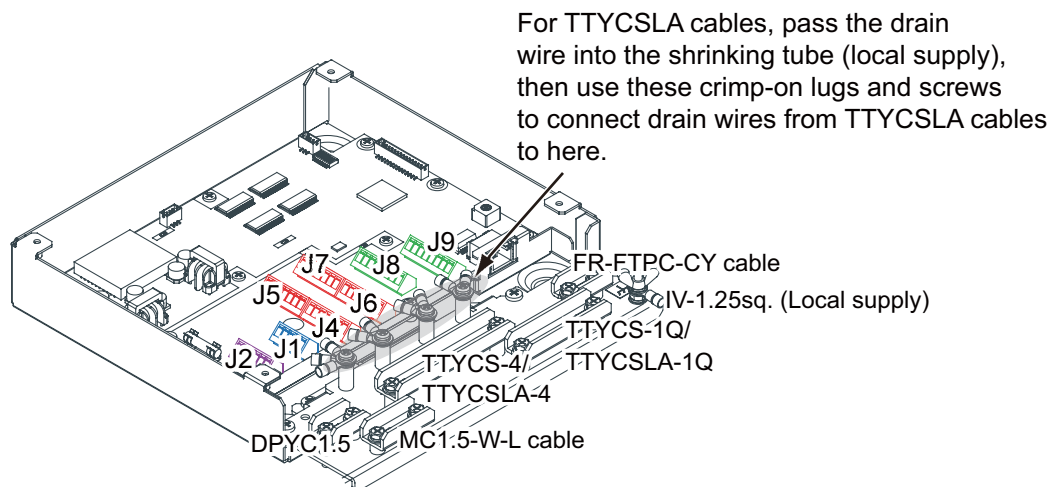 For TTYCSLA cables, pass the drain
wire into the shrinking tube (local supply),
then use these crimp-on lugs and screws
to connect drain wires from TTYCSLA cables
to here.
J9
J7
J8
FR-FTPC-CY cable
J5
J6
IV-1.25sq. (Local supply)
J4
TTYCS-1Q/
J1
J2
TTYCS-4/
TTYCSLA-1Q
TTYCSLA-4
DPYC1.5
MC1.5-W-L cable